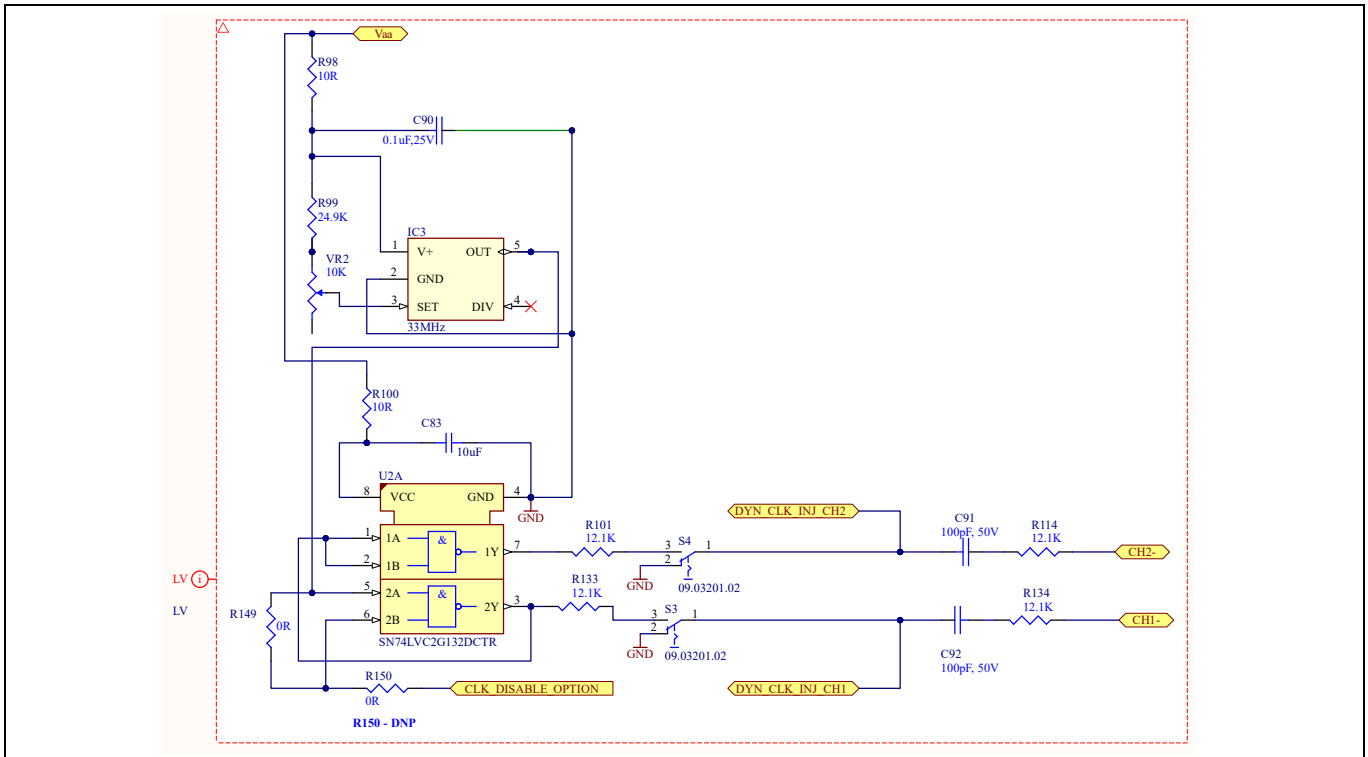 Vaa
R98
10R
C90
0.1uF,25V
R99
24.9K
VR2
10K
IC3
1 V+ OUT 5
2 GND
3 SET DIV 4
33MHz
R100
10R
C83
10uF
U2A
8 VCC GND 4
GND
1 1A & 1Y 7
2 1B
5 2A & 2Y 3
6 2B
SN74LVC2G132DCTR
R101
12.1K
S4
3 1
2
GND
09.03201.02
R133
12.1K
S3
3 1
2
GND
09.03201.02
DYN_CLK_INJ_CH2
C91
100pF, 50V
R114
12.1K
CH2-
R134
12.1K
CH1-
C92
100pF, 50V
DYN_CLK_INJ_CH1
LV i
LV
R149
0R
R150
0R
CLK_DISABLE_OPTION
R150 - DNP